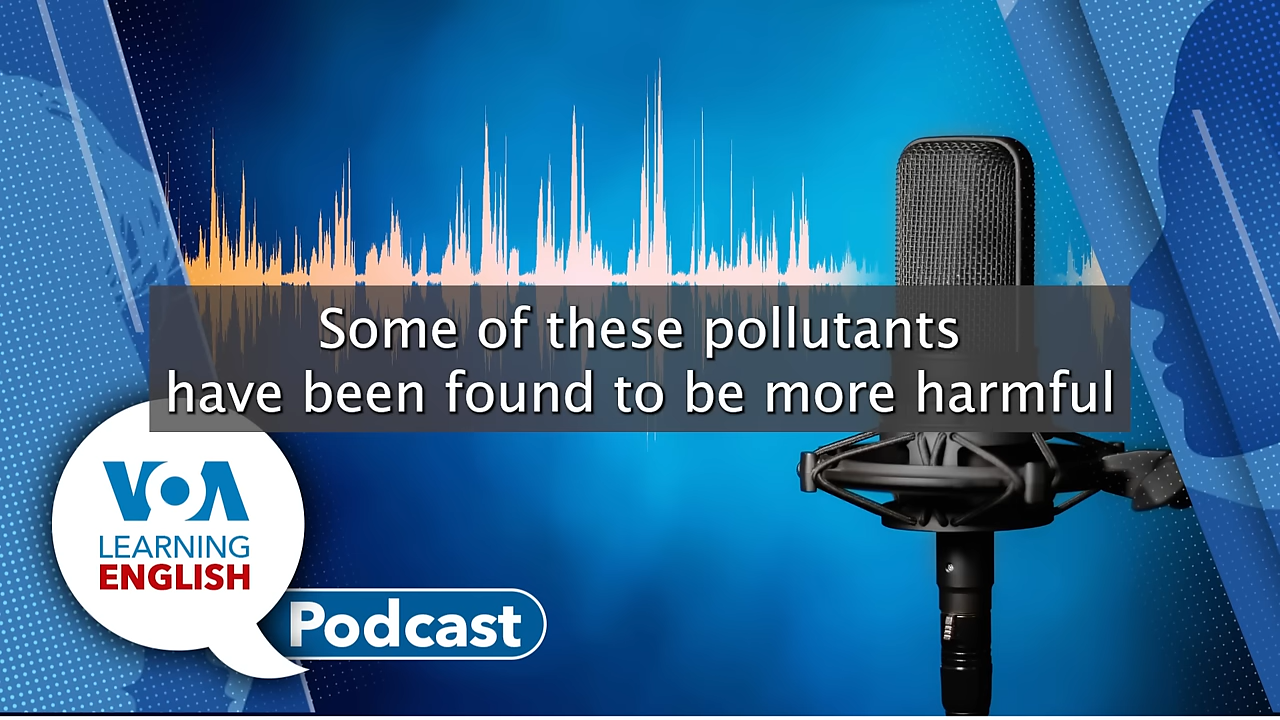 Some of these pollutants
have been found to be more harmful
VOA
LEARNING
ENGLISH
Podcast